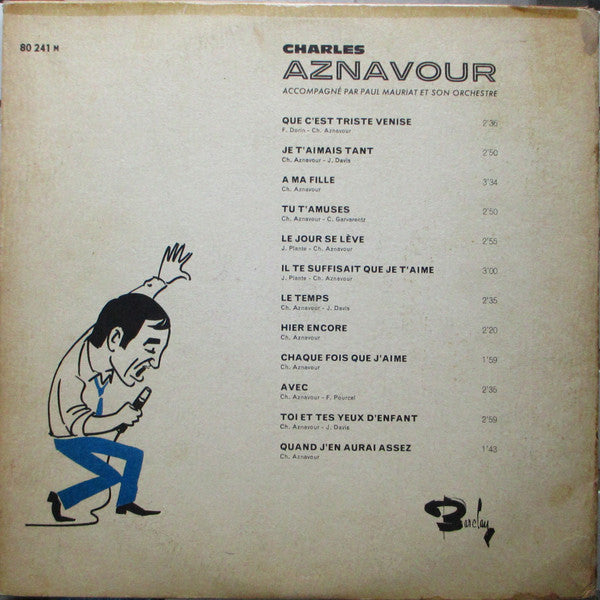 80 241 M
CHARLES
AZNAVOUR
ACCOMPAGNÉ PAR PAUL MAURIAT ET SON ORCHESTRE
QUE C'EST TRISTE VENISE 2'36
F. Dorin - Ch. Aznavour
JE T'AIMAIS TANT 2'50
Ch. Aznavour - J. Davis
A MA FILLE 3'34
Ch. Aznavour
TU T'AMUSES 2'50
Ch. Aznavour - C. Garvarentz
LE JOUR SE LÈVE 2'55
J. Plante - Ch. Aznavour
IL TE SUFFISAIT QUE JE T'AIME 3'00
J. Plante - Ch. Aznavour
LE TEMPS 2'35
Ch. Aznavour - J. Davis
HIER ENCORE 2'20
Ch. Aznavour
CHAQUE FOIS QUE J'AIME 1'59
Ch. Aznavour
AVEC 2'35
Ch. Aznavour - F. Pourcel
TOI ET TES YEUX D'ENFANT 2'59
Ch. Aznavour - J. Davis
QUAND J'EN AURAI ASSEZ 1'43
Ch. Aznavour
Barclay